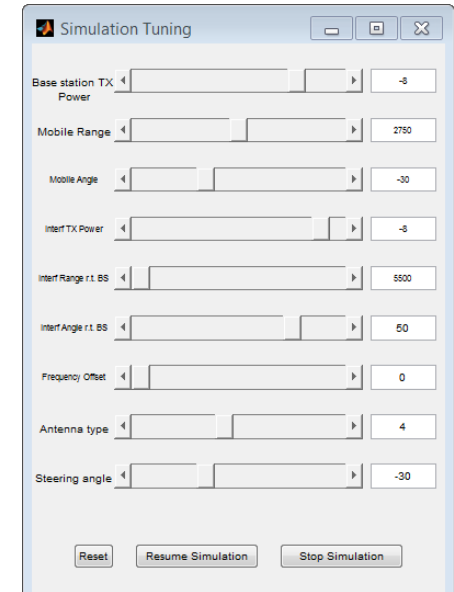 Simulation Tuning
Base station TX
Power
-8
Mobile Range
2750
Mobile Angle
-30
Interf TX Power
-8
Interf Range r.t. BS
5500
Interf Angle r.t. BS
50
Frequency Offset
0
Antenna type
4
Steering angle
-30
Reset
Resume Simulation
Stop Simulation